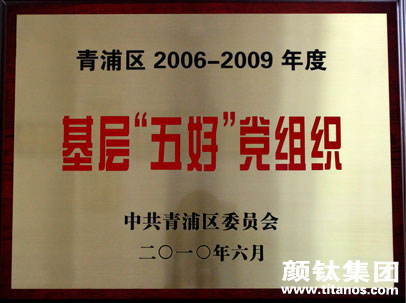 青浦区 2006-2009 年度
基层“五好”党组织
中共青浦区委员会
二〇一〇年六月
颜钛集团
www.titanos.com